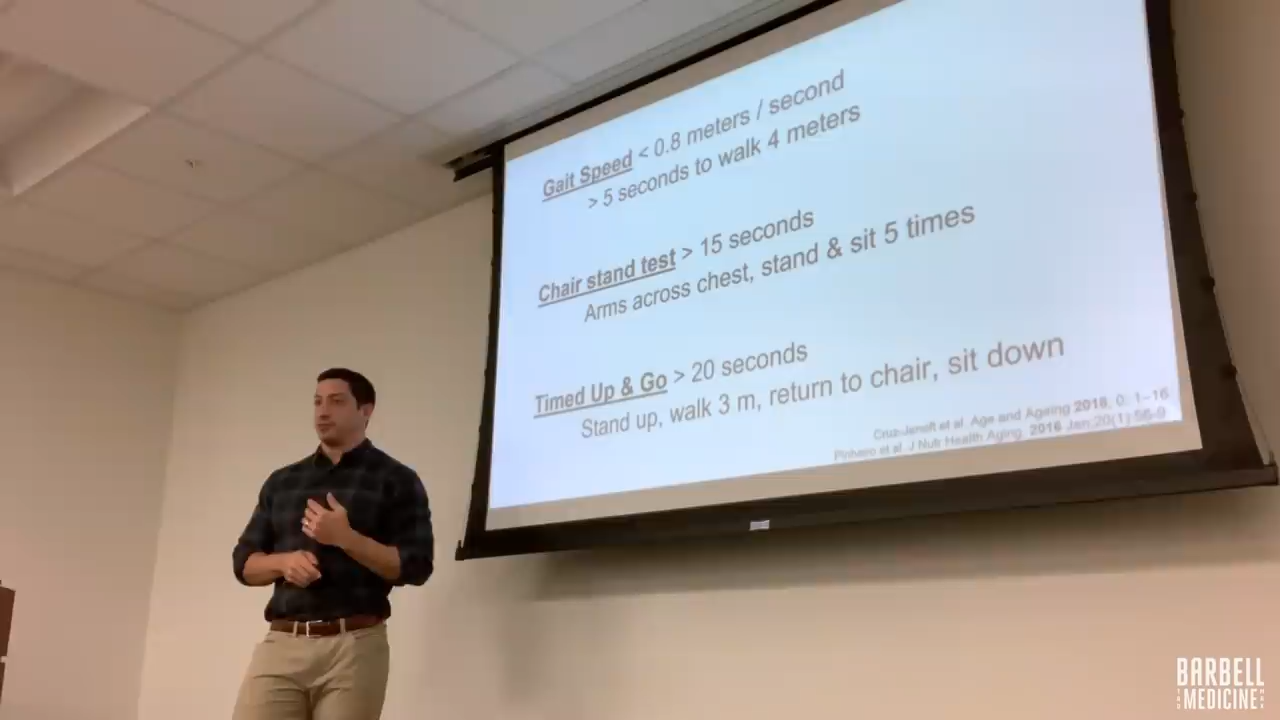 Gait Speed < 0.8 meters / second
> 5 seconds to walk 4 meters
Chair stand test > 15 seconds
Arms across chest, stand & sit 5 times
Timed Up & Go > 20 seconds
Stand up, walk 3 m, return to chair, sit down
Cruz-Jentoft et al. Age and Ageing 2018, 0: 1–16
Pinheiro et al. J Nutr Health Aging. 2016 Jan;20(1):56-9
BARBELL
MEDICINE